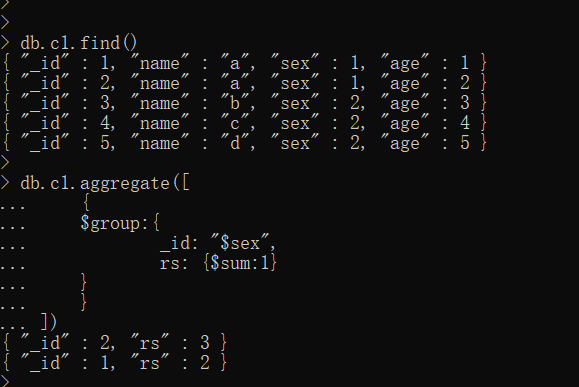 >
>
> db.c1.find()
{ "_id" : 1, "name" : "a", "sex" : 1, "age" : 1 }
{ "_id" : 2, "name" : "a", "sex" : 1, "age" : 2 }
{ "_id" : 3, "name" : "b", "sex" : 2, "age" : 3 }
{ "_id" : 4, "name" : "c", "sex" : 2, "age" : 4 }
{ "_id" : 5, "name" : "d", "sex" : 2, "age" : 5 }
>
> db.c1.aggregate([
...     {
...     $group:{
...             _id: "$sex",
...             rs: {$sum:1}
...     }
...     }
... ])
{ "_id" : 2, "rs" : 3 }
{ "_id" : 1, "rs" : 2 }
>